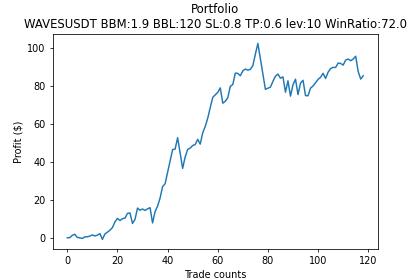 Portfolio
WAVESUSDT BBM:1.9 BBL:120 SL:0.8 TP:0.6 lev:10 WinRatio:72.0
100
80
60
40
20
0
Profit ($)
0 20 40 60 80 100 120
Trade counts